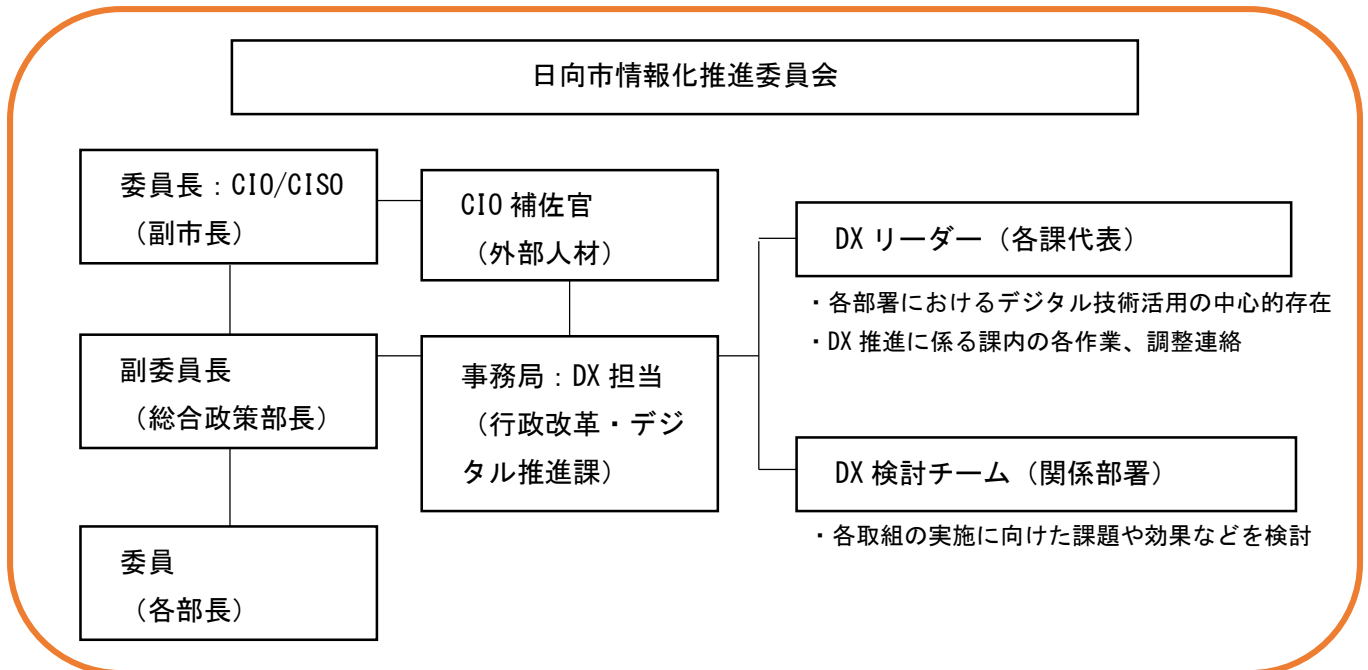 日向市情報化推進委員会
委員長：CIO/CISO
（副市長）
CIO 補佐官
（外部人材）
DX リーダー（各課代表）
・各部署におけるデジタル技術活用の中心的存在
・DX 推進に係る課内の各作業、調整連絡
副委員長
（総合政策部長）
事務局：DX 担当
（行政改革・デジ
タル推進課）
DX 検討チーム（関係部署）
・各取組の実施に向けた課題や効果などを検討
委員
（各部長）